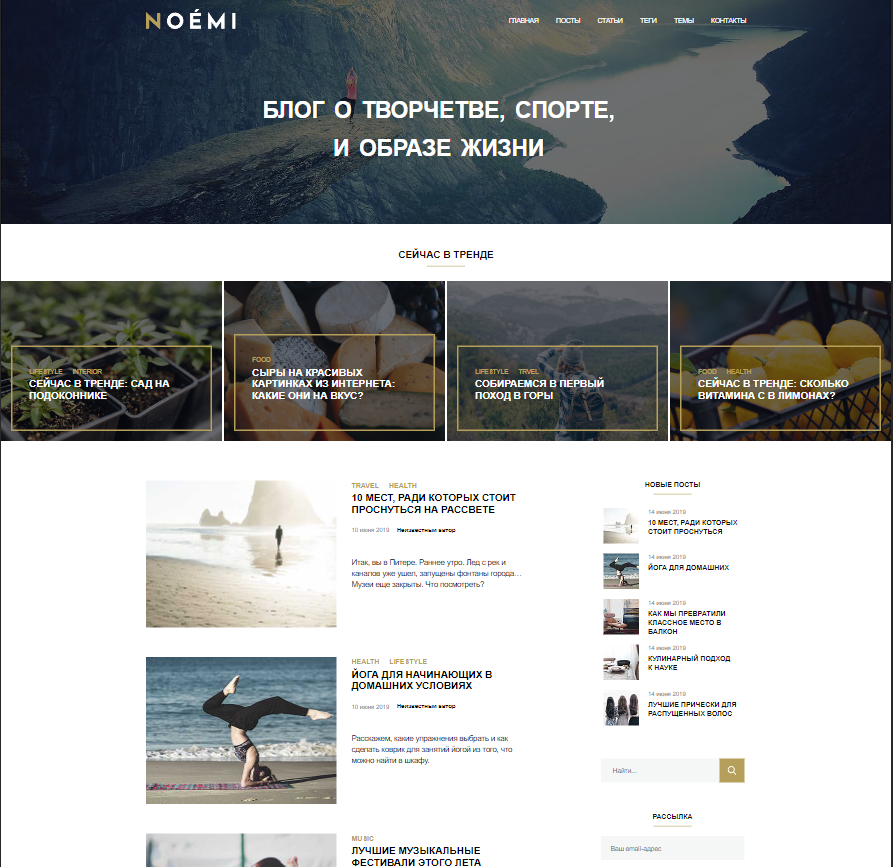 NOÉMI
ГЛАВНАЯ ПОСТЫ СТАТЬИ ТЕГИ ТЕМЫ КОНТАКТЫ
БЛОГ О ТВОРЧЕТВЕ, СПОРТЕ,
И ОБРАЗЕ ЖИЗНИ
СЕЙЧАС В ТРЕНДЕ
LIFESTYLE INTERIOR
СЕЙЧАС В ТРЕНДЕ: САД НА
ПОДОКОННИКЕ
FOOD
СЫРЫ НА КРАСИВЫХ
КАРТИНКАХ ИЗ ИНТЕРНЕТА:
КАКИЕ ОНИ НА ВКУС?
LIFESTYLE TRVEL
СОБИРАЕМСЯ В ПЕРВЫЙ
ПОХОД В ГОРЫ
FOOD HEALTH
СЕЙЧАС В ТРЕНДЕ: СКОЛЬКО
ВИТАМИНА С В ЛИМОНАХ?
TRAVEL HEALTH
10 МЕСТ, РАДИ КОТОРЫХ СТОИТ
ПРОСНУТЬСЯ НА РАССВЕТЕ
10 июня 2019 Неизвестный автор
Итак, вы в Питере. Раннее утро. Лед с рек и
каналов уже ушел, запущены фонтаны города…
Музеи еще закрыты. Что посмотреть?
HEALTH LIFESTYLE
ЙОГА ДЛЯ НАЧИНАЮЩИХ В
ДОМАШНИХ УСЛОВИЯХ
10 июня 2019 Неизвестный автор
Расскажем, какие упражнения выбрать и как
сделать коврик для занятий йогой из того, что
можно найти в шкафу.
MUSIC
ЛУЧШИЕ МУЗЫКАЛЬНЫЕ
ФЕСТИВАЛИ ЭТОГО ЛЕТА
НОВЫЕ ПОСТЫ
14 июня 2019
10 МЕСТ, РАДИ КОТОРЫХ
СТОИТ ПРОСНУТЬСЯ
14 июня 2019
ЙОГА ДЛЯ ДОМАШНИХ
14 июня 2019
КАК МЫ ПРЕВРАТИЛИ
КЛАССНОЕ МЕСТО В
БАЛКОН
14 июня 2019
КУЛИНАРНЫЙ ПОДХОД
К НАУКЕ
14 июня 2019
ЛУЧШИЕ ПРИЧЕСКИ ДЛЯ
РАСПУЩЕННЫХ ВОЛОС
Найти...
РАССЫЛКА
Ваш email-адрес